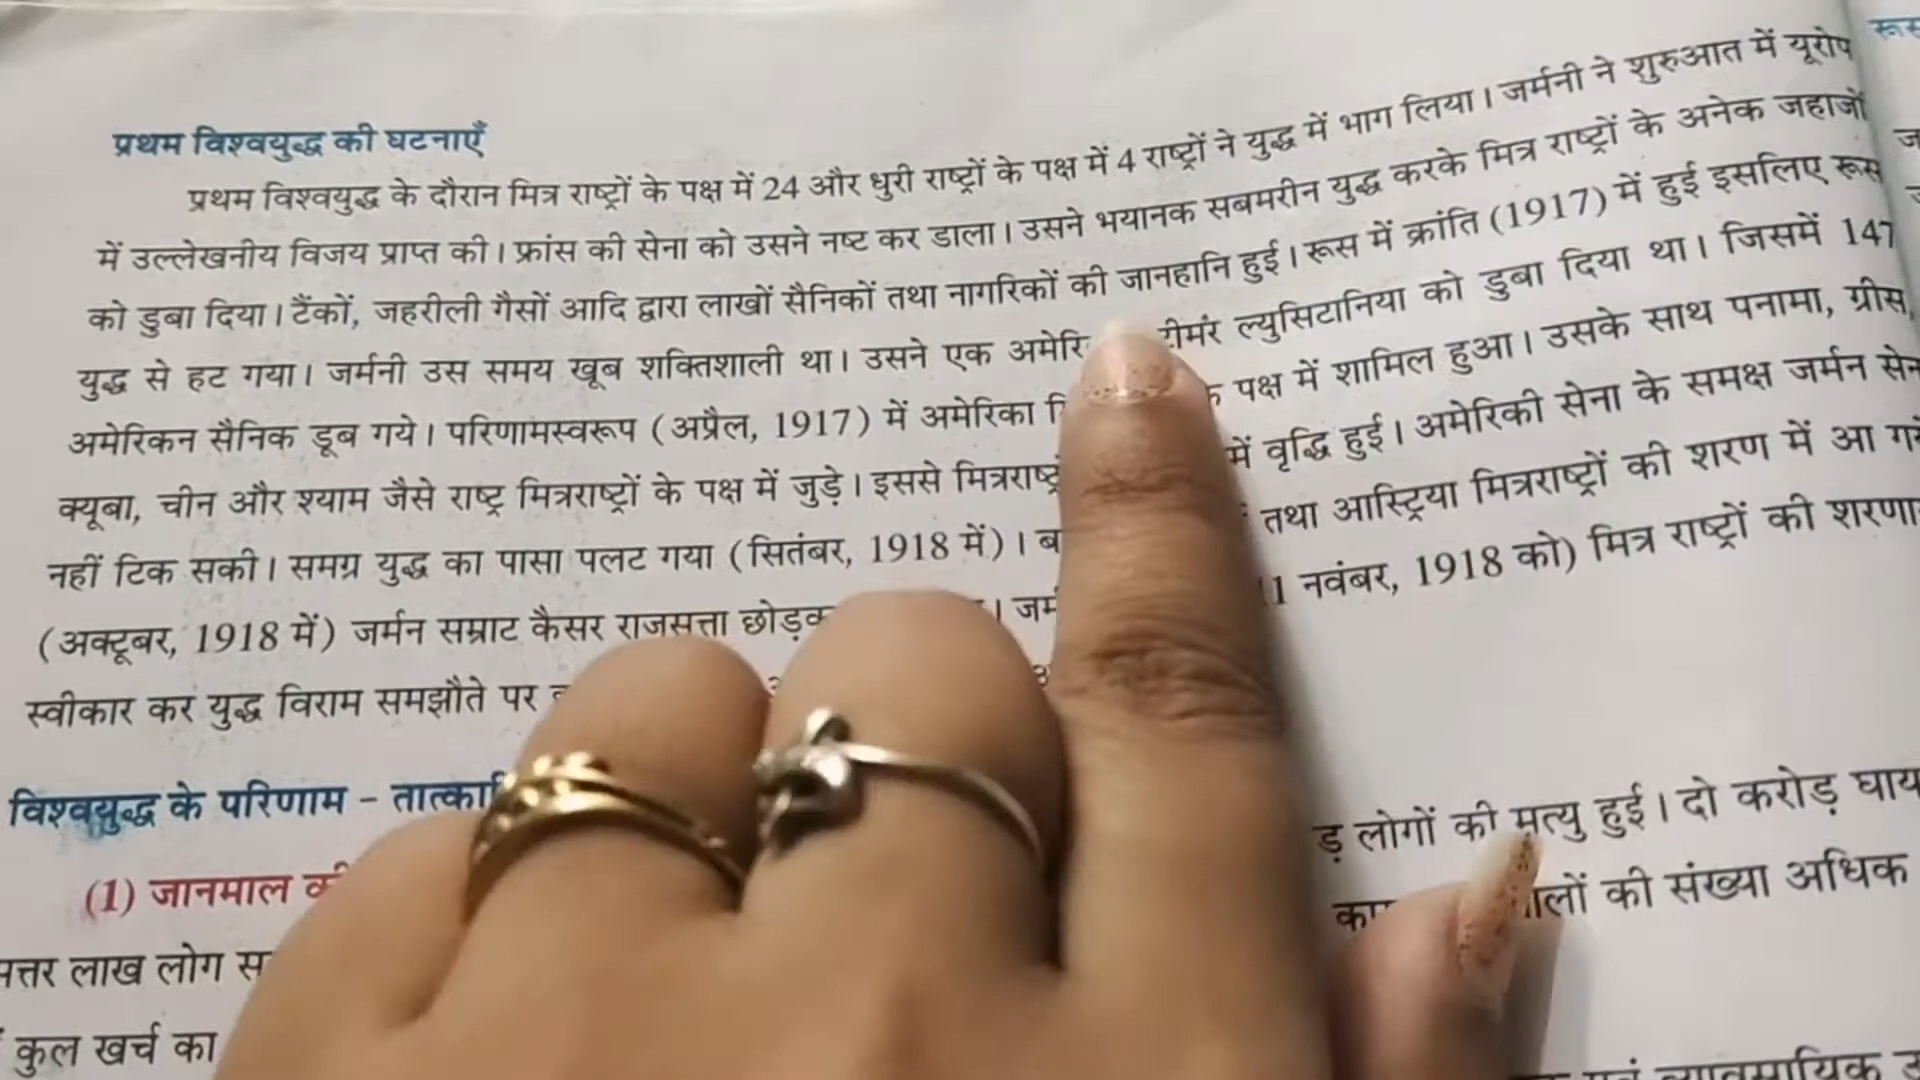 प्रथम विश्वयुद्ध की घटनाएँ
प्रथम विश्वयुद्ध के दौरान मित्र राष्ट्रों के पक्ष में 24 और धुरी राष्ट्रों के पक्ष में 4 राष्ट्रों ने युद्ध में भाग लिया। जर्मनी ने शुरुआत में यूरोप
में उल्लेखनीय विजय प्राप्त की। फ्रांस की सेना को उसने नष्ट कर डाला। उसने भयानक सबमरीन युद्ध करके मित्र राष्ट्रों के अनेक जहाजों
को डुबा दिया। टैंकों, जहरीली गैसों आदि द्वारा लाखों सैनिकों तथा नागरिकों की जानहानि हुई। रूस में क्रांति (1917) में हुई इसलिए रूस
युद्ध से हट गया। जर्मनी उस समय खूब शक्तिशाली था। उसने एक ल्युसिटानिया को डुबा दिया था। जिसमें 147
अमेरिकन सैनिक डूब गये। परिणामस्वरूप (अप्रैल, 1917) में अमेरिका पक्ष में शामिल हुआ। उसके साथ पनामा, ग्रीस,
क्यूबा, चीन और श्याम जैसे राष्ट्र मित्रराष्ट्रों के पक्ष में जुड़े। इससे में वृद्धि हुई। अमेरिकी सेना के समक्ष जर्मन
नहीं टिक सकी। समग्र युद्ध का पासा पलट गया (सितंबर, 1918 में)। तथा आस्ट्रिया मित्रराष्ट्रों की शरण में आ
(अक्टूबर, 1918 में) जर्मन सम्राट कैसर राजसत्ता नवंबर, 1918 को) मित्र राष्ट्रों की
स्वीकार कर युद्ध विराम समझौते पर
विश्वयुद्ध के परिणाम –
लोगों की मृत्यु हुई। दो करोड़
(1) जानमाल
की संख्या अधिक
लाख लोग
कुल खर्च का